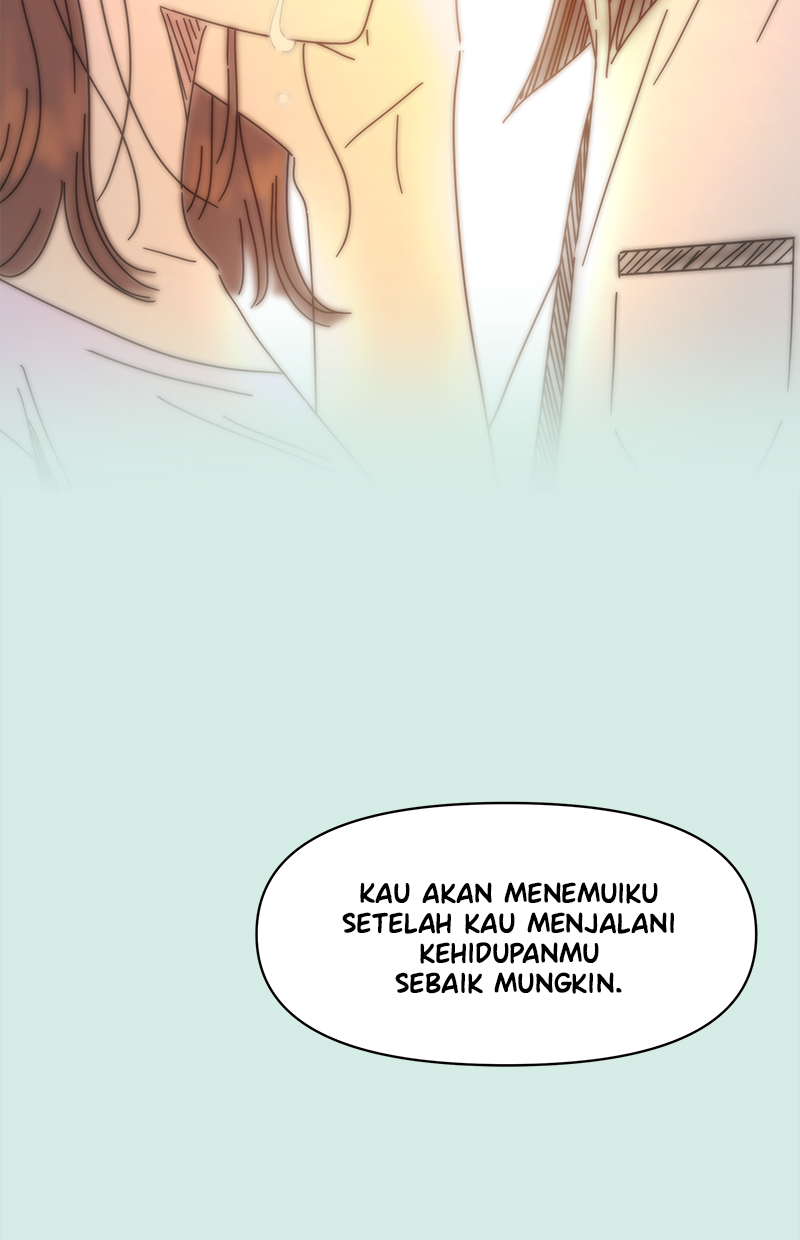 KAU AKAN MENEMUIKU
SETELAH KAU MENJALANI
KEHIDUPANMU
SEBAIK MUNGKIN.